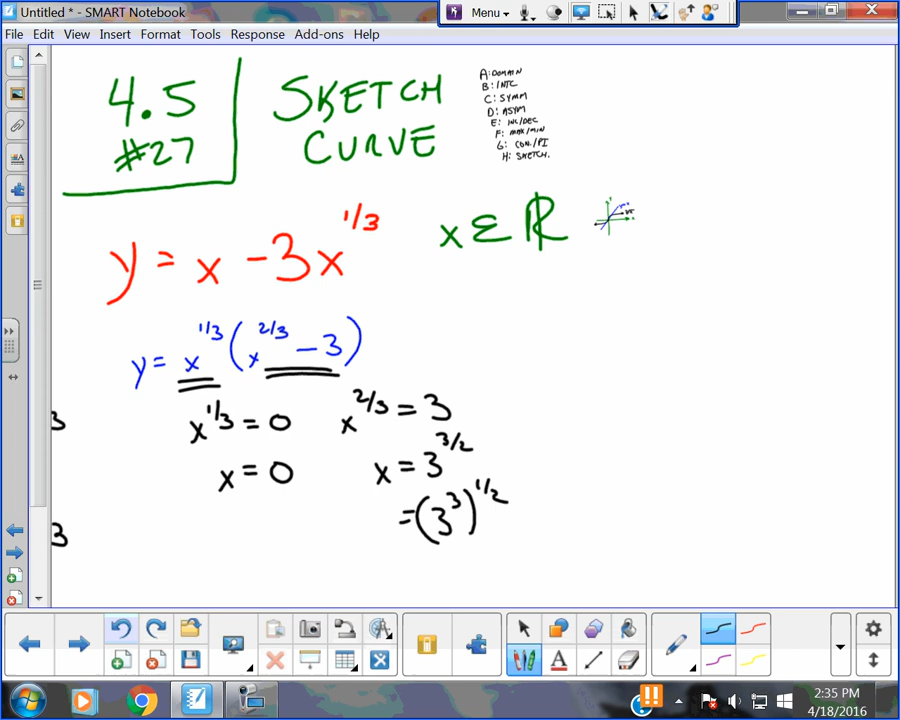 Untitled * - SMART Notebook
Menu
File Edit View Insert Format Tools Response Add-ons Help
4.5
#27
SKETCH
CURVE
A: DOMAIN
B: INTC
C: SYMM
D: ASYM
E: INC/DEC
F: MAX/MIN
G: CON./PI
H: SKETCH.
y = x - 3x^1/3
x ∈ ℝ
y = x^1/3 (x^2/3 - 3)
x^1/3 = 0
x^2/3 = 3
x = 0
x = 3^3/2
= (3^3)^1/2
3
3
2:35 PM
4/18/2016